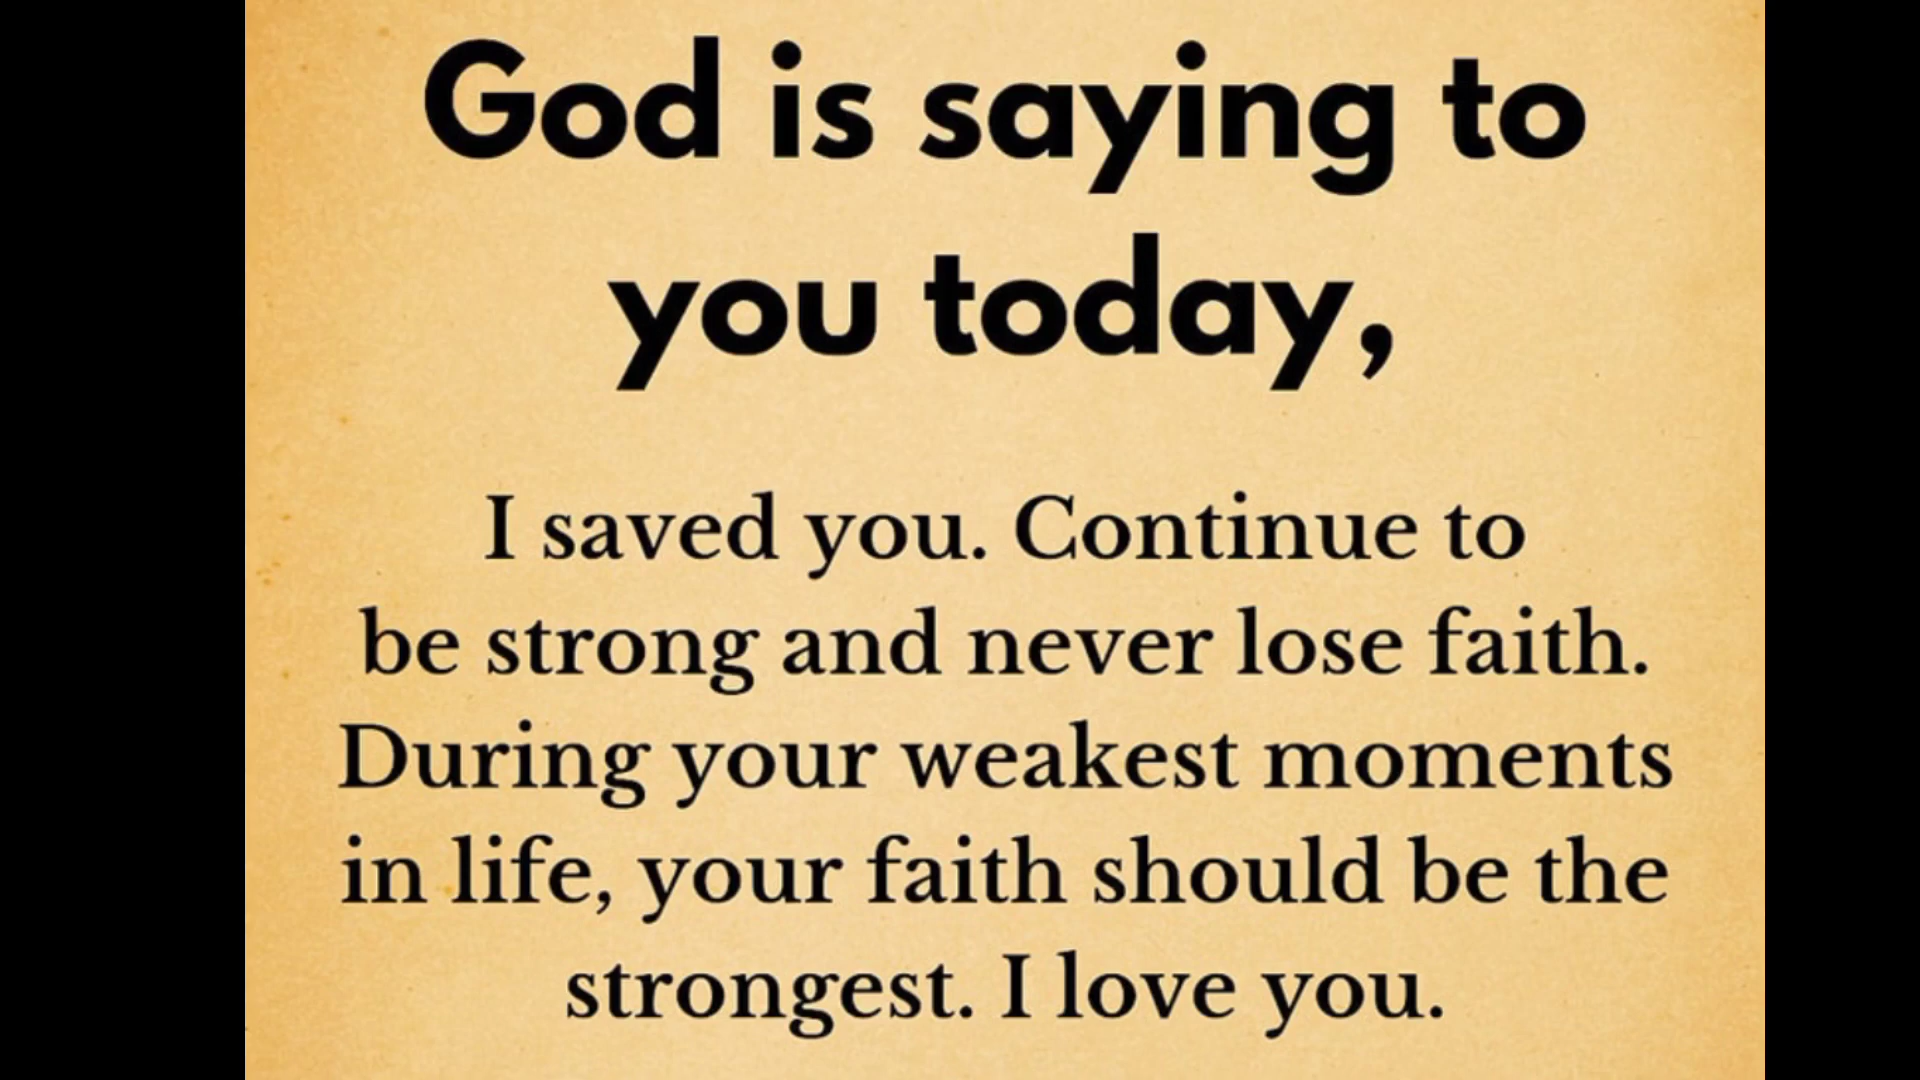 God is saying to
you today,
I saved you. Continue to
be strong and never lose faith.
During your weakest moments
in life, your faith should be the
strongest. I love you.